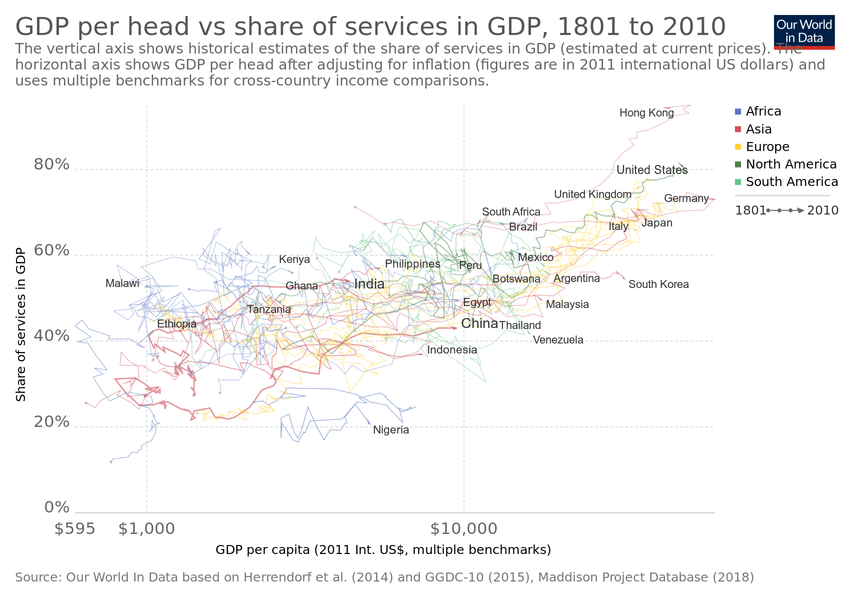 GDP per head vs share of services in GDP, 1801 to 2010
Our World
in Data
The vertical axis shows historical estimates of the share of services in GDP (estimated at current prices). The
horizontal axis shows GDP per head after adjusting for inflation (figures are in 2011 international US dollars) and
uses multiple benchmarks for cross-country income comparisons.
Africa
Asia
Europe
North America
South America
1801 2010
Share of services in GDP
80%
60%
40%
20%
0%
Hong Kong
United States
United Kingdom
Germany
South Africa
Brazil
Italy
Japan
Kenya
Philippines
Peru
Mexico
Malawi
Ghana
India
Botswana
Argentina
South Korea
Tanzania
Egypt
Malaysia
Ethiopia
China
Thailand
Venezuela
Indonesia
Nigeria
$595
$1,000
$10,000
GDP per capita (2011 Int. US$, multiple benchmarks)
Source: Our World In Data based on Herrendorf et al. (2014) and GGDC-10 (2015), Maddison Project Database (2018)